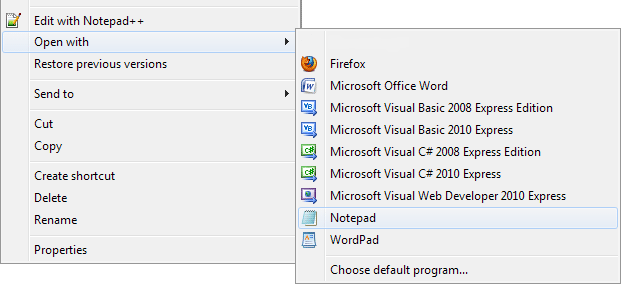 Edit with Notepad++
Open with
Restore previous versions
Send to
Cut
Copy
Create shortcut
Delete
Rename
Properties
Firefox
Microsoft Office Word
Microsoft Visual Basic 2008 Express Edition
Microsoft Visual Basic 2010 Express
Microsoft Visual C# 2008 Express Edition
Microsoft Visual C# 2010 Express
Microsoft Visual Web Developer 2010 Express
Notepad
WordPad
Choose default program...